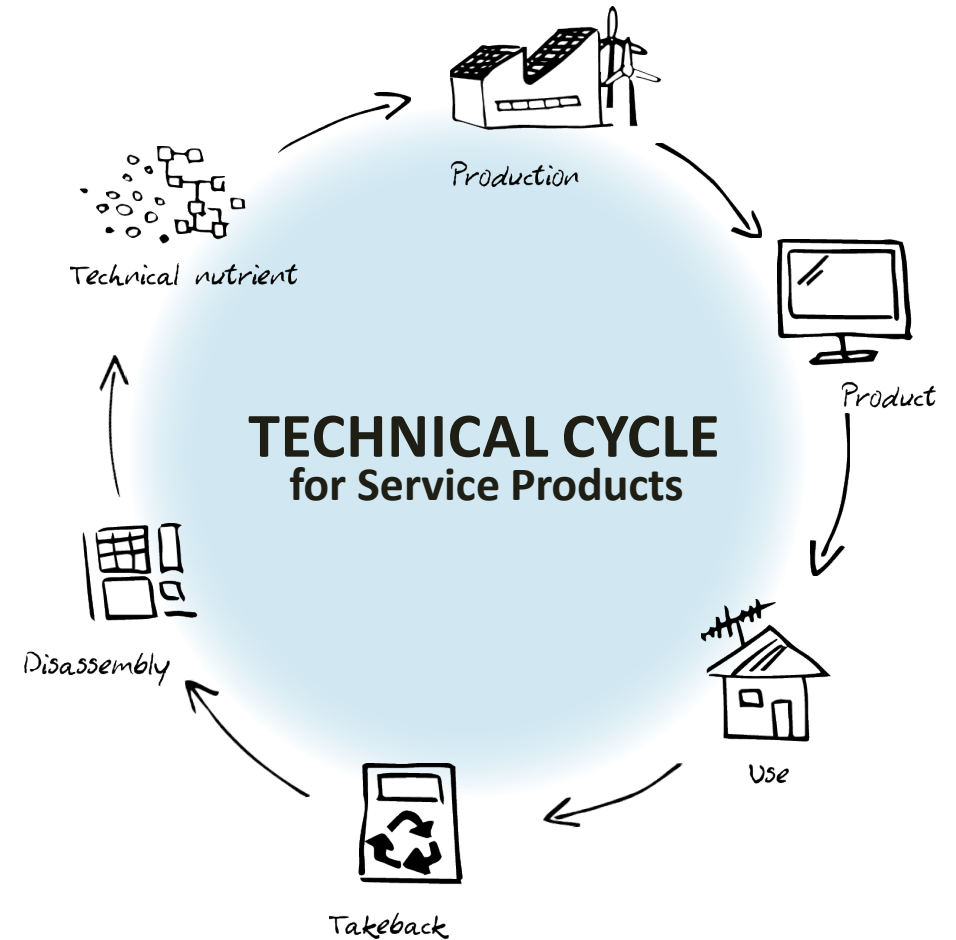 Production
Technical nutrient
Product
TECHNICAL CYCLE
for Service Products
Disassembly
Use
Takeback